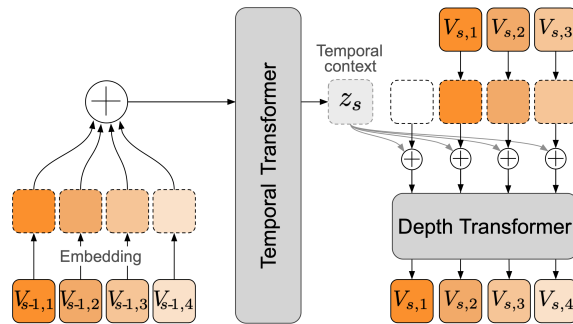 V_{s,1} V_{s,2} V_{s,3}
Temporal
context
z_s
Temporal Transformer
Depth Transformer
Embedding
V_{s-1,1} V_{s-1,2} V_{s-1,3} V_{s-1,4}
V_{s,1} V_{s,2} V_{s,3} V_{s,4}